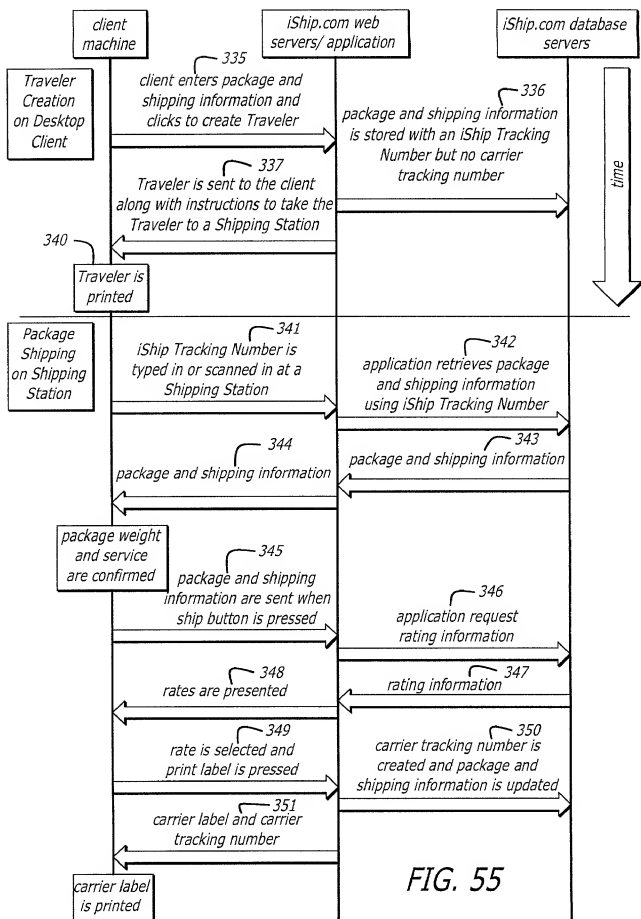 client
machine
iShip.com web
servers/ application
iShip.com database
servers
Traveler
Creation
on Desktop
Client
335
client enters package and
shipping information and
clicks to create Traveler
336
package and shipping information
is stored with an iShip Tracking
Number but no carrier
tracking number
time
337
Traveler is sent to the client
along with instructions to take the
Traveler to a Shipping Station
340
Traveler is
printed
Package
Shipping
on Shipping
Station
341
iShip Tracking Number is
typed in or scanned in at a
Shipping Station
342
application retrieves package
and shipping information
using iShip Tracking Number
343
package and shipping information
344
package and shipping information
package weight
and service
are confirmed
345
package and shipping
information are sent when
ship button is pressed
346
application request
rating information
347
rating information
348
rates are presented
349
rate is selected and
print label is pressed
350
carrier tracking number is
created and package and
shipping information is updated
351
carrier label and carrier
tracking number
carrier label
is printed
FIG. 55